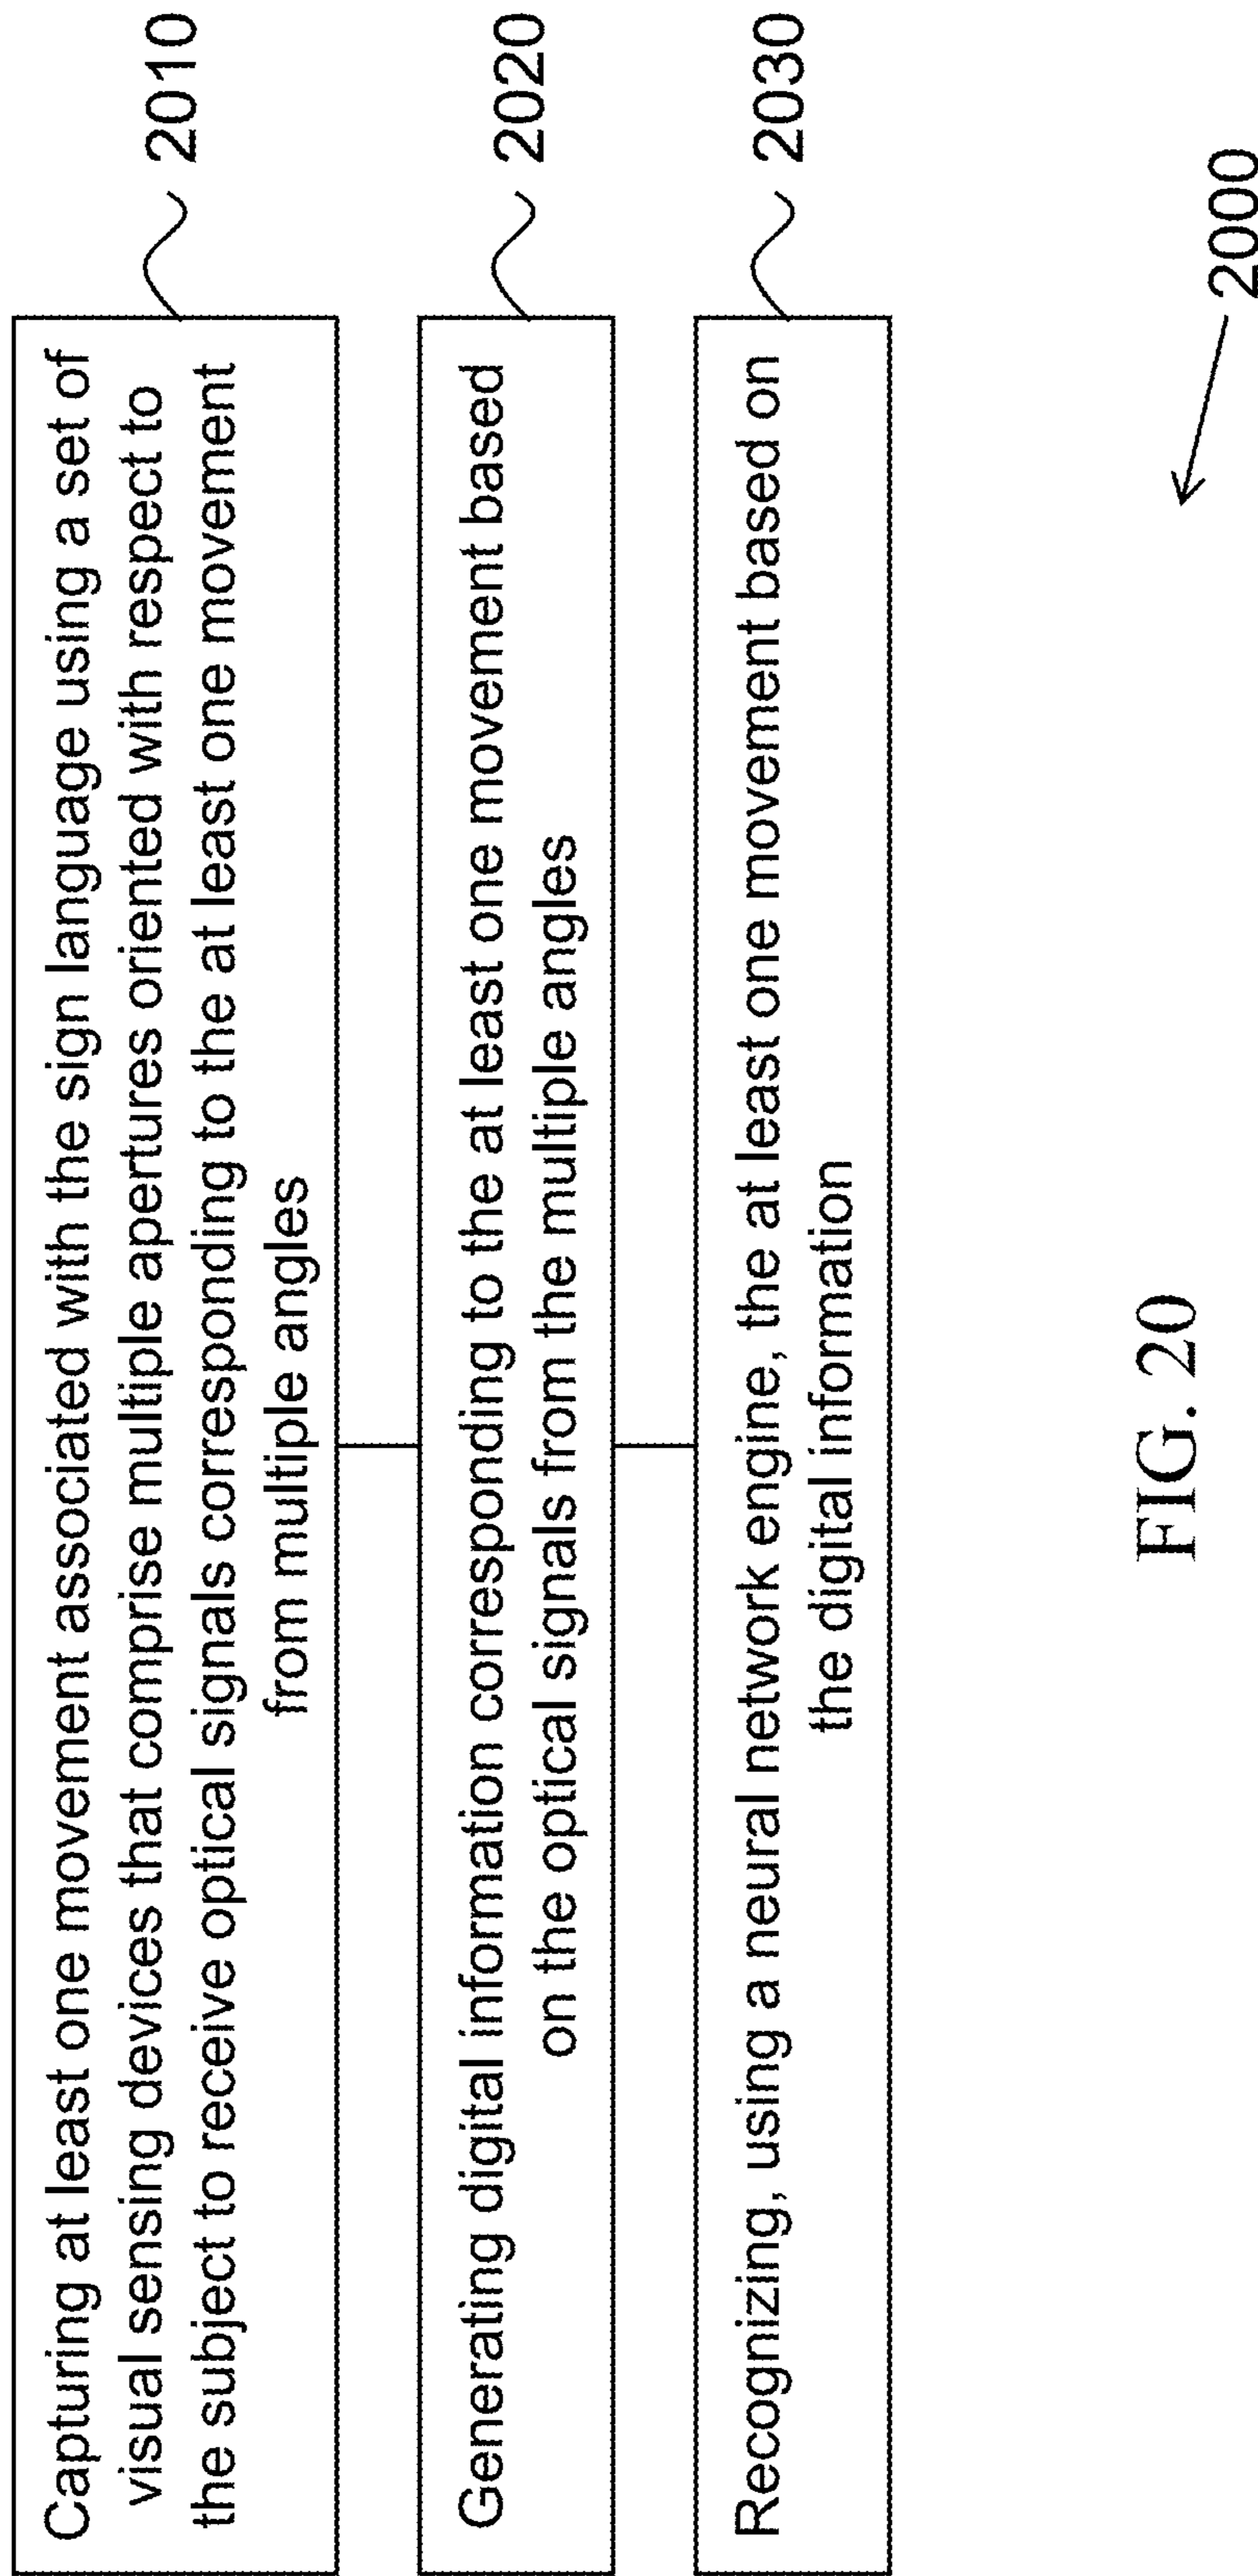 Capturing at least one movement associated with the sign language using a set of
visual sensing devices that comprise multiple apertures oriented with respect to
the subject to receive optical signals corresponding to the at least one movement
from multiple angles
2010
Generating digital information corresponding to the at least one movement based
on the optical signals from the multiple angles
2020
Recognizing, using a neural network engine, the at least one movement based on
the digital information
2030
2000
FIG. 20